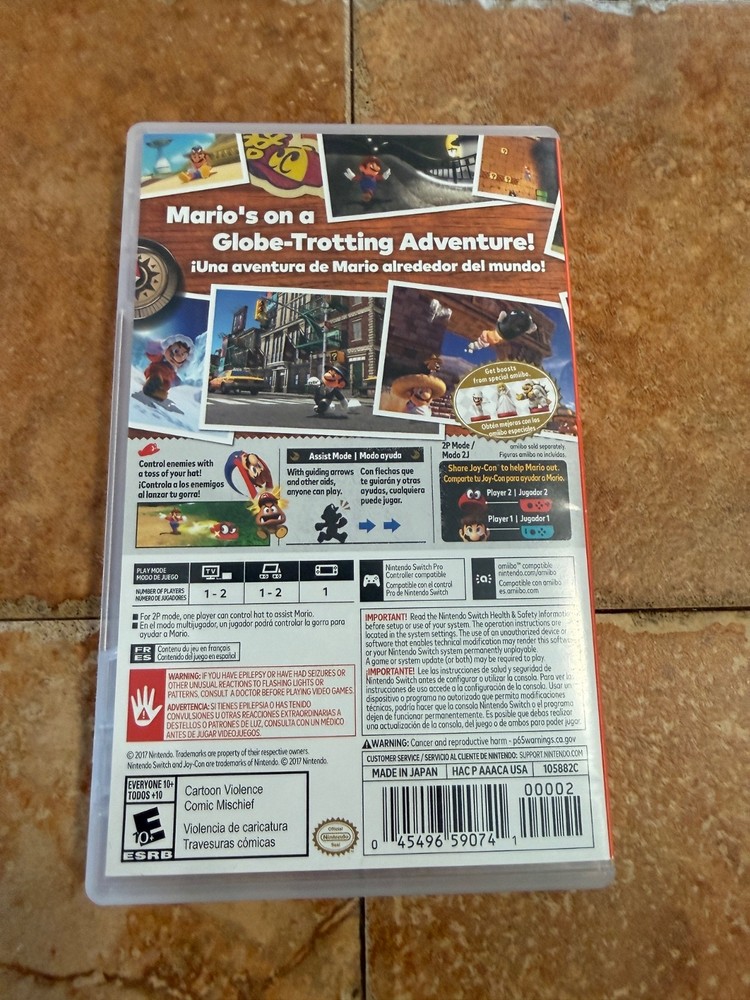 Mario's on a
Globe-Trotting Adventure!
¡Una aventura de Mario alrededor del mundo!
Get boosts
from special amiibo.
Obtén mejoras con los
amiibo especiales
amiibo sold separately.
Figuras amiibo no incluidas.
Control enemies with
a toss of your hat!
¡Controla a los enemigos
al lanzar tu gorra!
Assist Mode | Modo ayuda
With guiding arrows
and other aids,
anyone can play.
Con flechas que
te guiarán y otras
ayudas, cualquiera
puede jugar.
2P Mode /
Modo 2J
Share Joy-Con™ to help Mario out.
Comparte tu Joy-Con para ayudar a Mario.
Player 2 | Jugador 2
Player 1 | Jugador 1
PLAY MODE
MODO DE JUEGO
TV
NUMBER OF PLAYERS
NÚMERO DE JUGADORES
1 - 2
1 - 2
1
Nintendo Switch Pro
Controller compatible
Compatible con el control
Pro de Nintendo Switch
amiibo™ compatible
nintendo.com/amiibo
Compatible con amiibo
es.amiibo.com
■ For 2P mode, one player can control hat to assist Mario.
■ En el modo multijugador, un jugador podrá controlar la gorra para
ayudar a Mario.
FR
ES
Contenu du jeu en français
Contenido del juego en español
WARNING: IF YOU HAVE EPILEPSY OR HAVE HAD SEIZURES OR
OTHER UNUSUAL REACTIONS TO FLASHING LIGHTS OR
PATTERNS, CONSULT A DOCTOR BEFORE PLAYING VIDEO GAMES.
ADVERTENCIA: SI TIENES EPILEPSIA O HAS TENIDO
CONVULSIONES U OTRAS REACCIONES EXTRAORDINARIAS A
DESTELLOS O PATRONES DE LUZ, CONSULTA CON UN MÉDICO
ANTES DE JUGAR VIDEOJUEGOS.
IMPORTANT! Read the Nintendo Switch Health & Safety Information
before setup or use of your system. The operation instructions are
located in the system settings. The use of an unauthorized device or
software that enables technical modification may render this software
or your Nintendo Switch system permanently unplayable.
A game or system update (or both) may be required to play.
¡IMPORTANTE! Lee las instrucciones de salud y seguridad de
Nintendo Switch antes de configurar o utilizar la consola. Para ver las
instrucciones de uso accede a la configuración de la consola. Usar un
dispositivo o programa no autorizado que permita modificaciones
técnicas, podría hacer que la consola Nintendo Switch o el programa
dejen de funcionar permanentemente. Es posible que debas realizar
una actualización de la consola, del juego o de ambos para poder jugar.
© 2017 Nintendo. Trademarks are property of their respective owners.
Nintendo Switch and Joy-Con are trademarks of Nintendo. © 2017 Nintendo.
⚠WARNING: Cancer and reproductive harm - p65warnings.ca.gov
CUSTOMER SERVICE / SERVICIO AL CLIENTE DE NINTENDO: SUPPORT.NINTENDO.COM
MADE IN JAPAN
HAC P AAACA USA
105882C
EVERYONE 10+
TODOS +10
E
10+
ESRB
Cartoon Violence
Comic Mischief
Violencia de caricatura
Travesuras cómicas
Official
Nintendo
Seal
00002
0 45496 59074 1